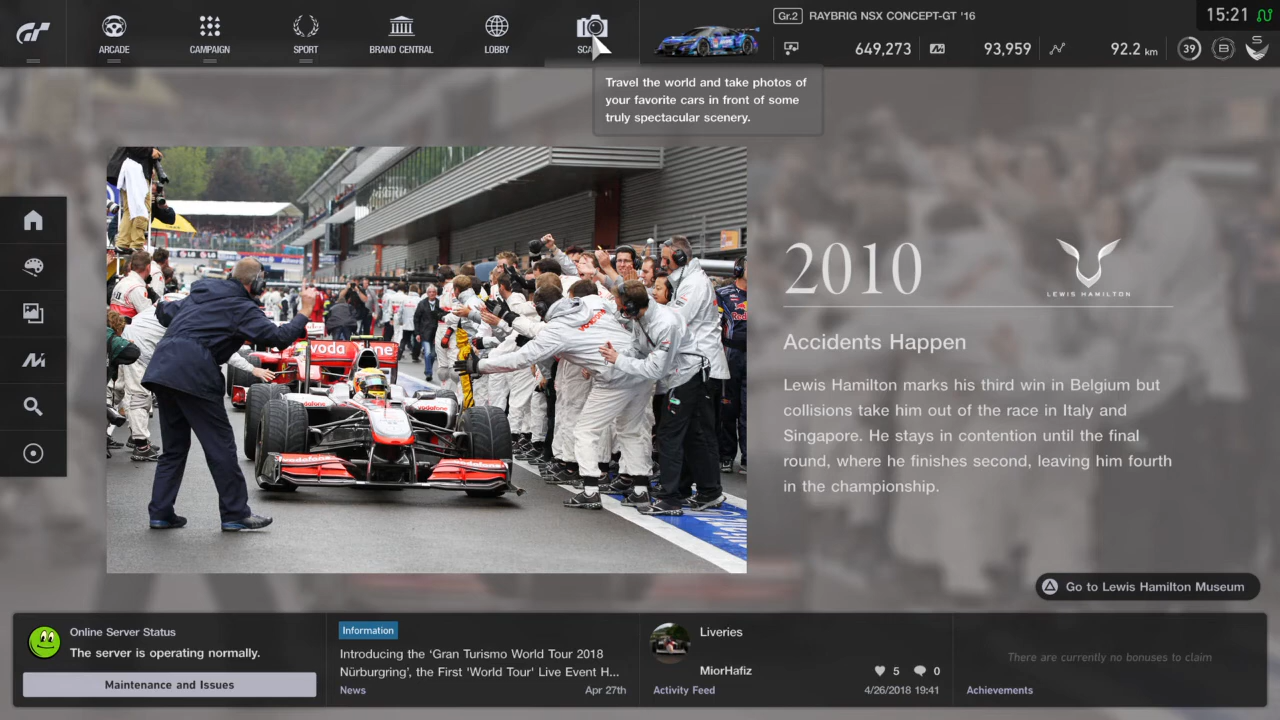 Gr.2 RAYBRIG NSX CONCEPT-GT '16
15:21
ARCADE
CAMPAIGN
SPORT
BRAND CENTRAL
LOBBY
649,273
93,959
92.2 km
39
B
S
Travel the world and take photos of
your favorite cars in front of some
truly spectacular scenery.
2010
LEWIS HAMILTON
Accidents Happen
Lewis Hamilton marks his third win in Belgium but
collisions take him out of the race in Italy and
Singapore. He stays in contention until the final
round, where he finishes second, leaving him fourth
in the championship.
Go to Lewis Hamilton Museum
Online Server Status
The server is operating normally.
Maintenance and Issues
Information
Introducing the 'Gran Turismo World Tour 2018
Nürburgring', the First 'World Tour' Live Event H...
News
Apr 27th
Liveries
MiorHafiz
5
0
Activity Feed
4/26/2018 19:41
There are currently no bonuses to claim
Achievements